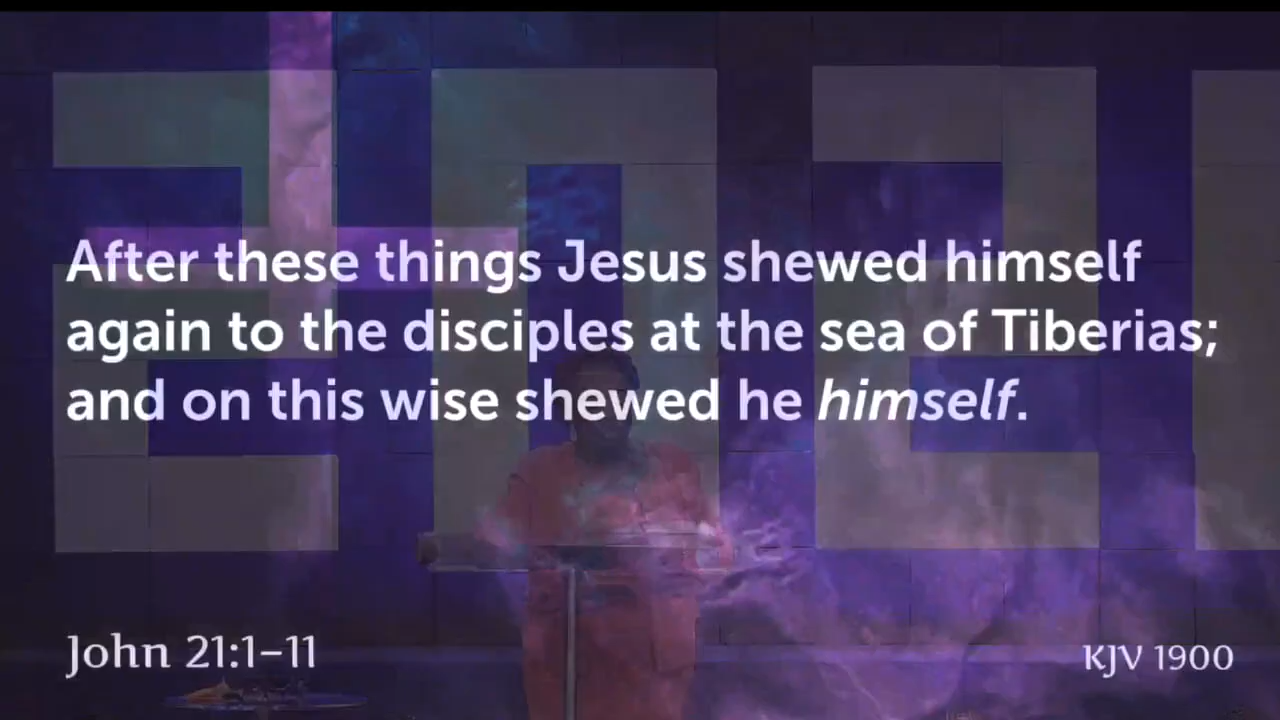 After these things Jesus shewed himself
again to the disciples at the sea of Tiberias;
and on this wise shewed he himself.
John 21:1–11
KJV 1900